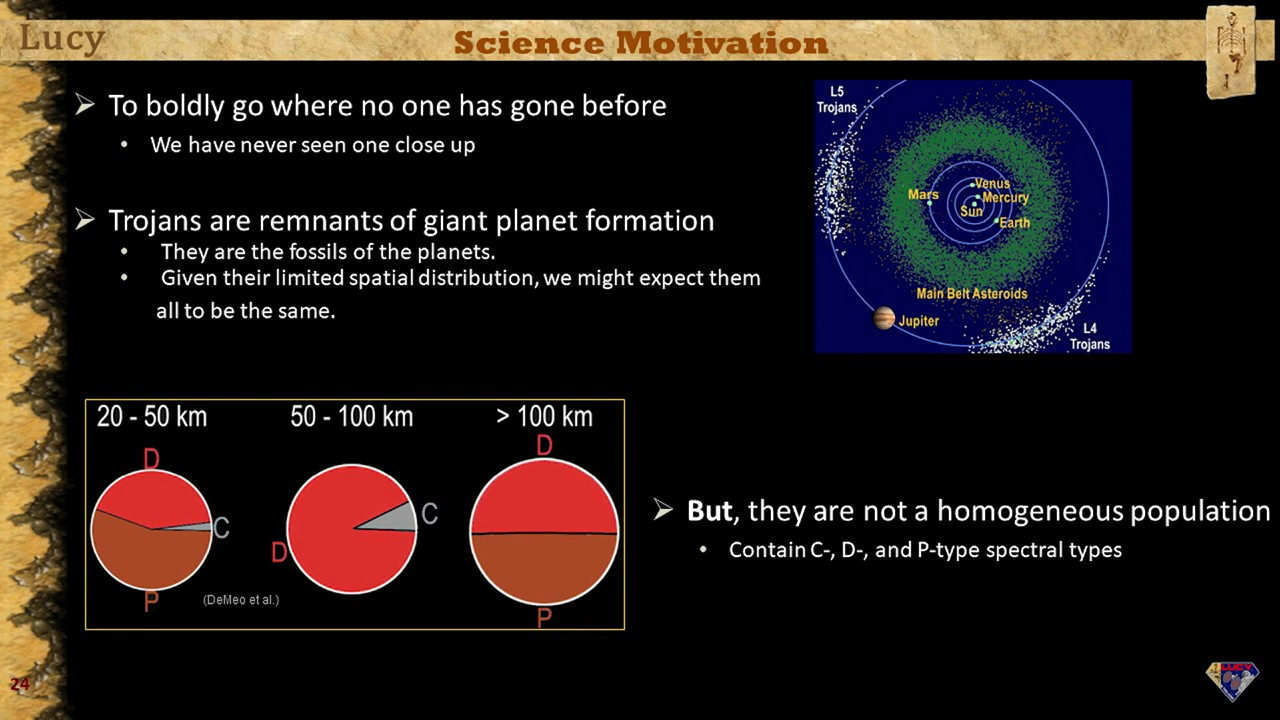 Lucy
Science Motivation
➢ To boldly go where no one has gone before
• We have never seen one close up
➢ Trojans are remnants of giant planet formation
• They are the fossils of the planets.
• Given their limited spatial distribution, we might expect them
all to be the same.
L5
Trojans
Venus
Mars
Mercury
Sun
Earth
Main Belt Asteroids
Jupiter
L4
Trojans
20 - 50 km
50 - 100 km
> 100 km
D
C
P
(DeMeo et al.)
D
C
D
P
➢ But, they are not a homogeneous population
• Contain C-, D-, and P-type spectral types
24
LUCY